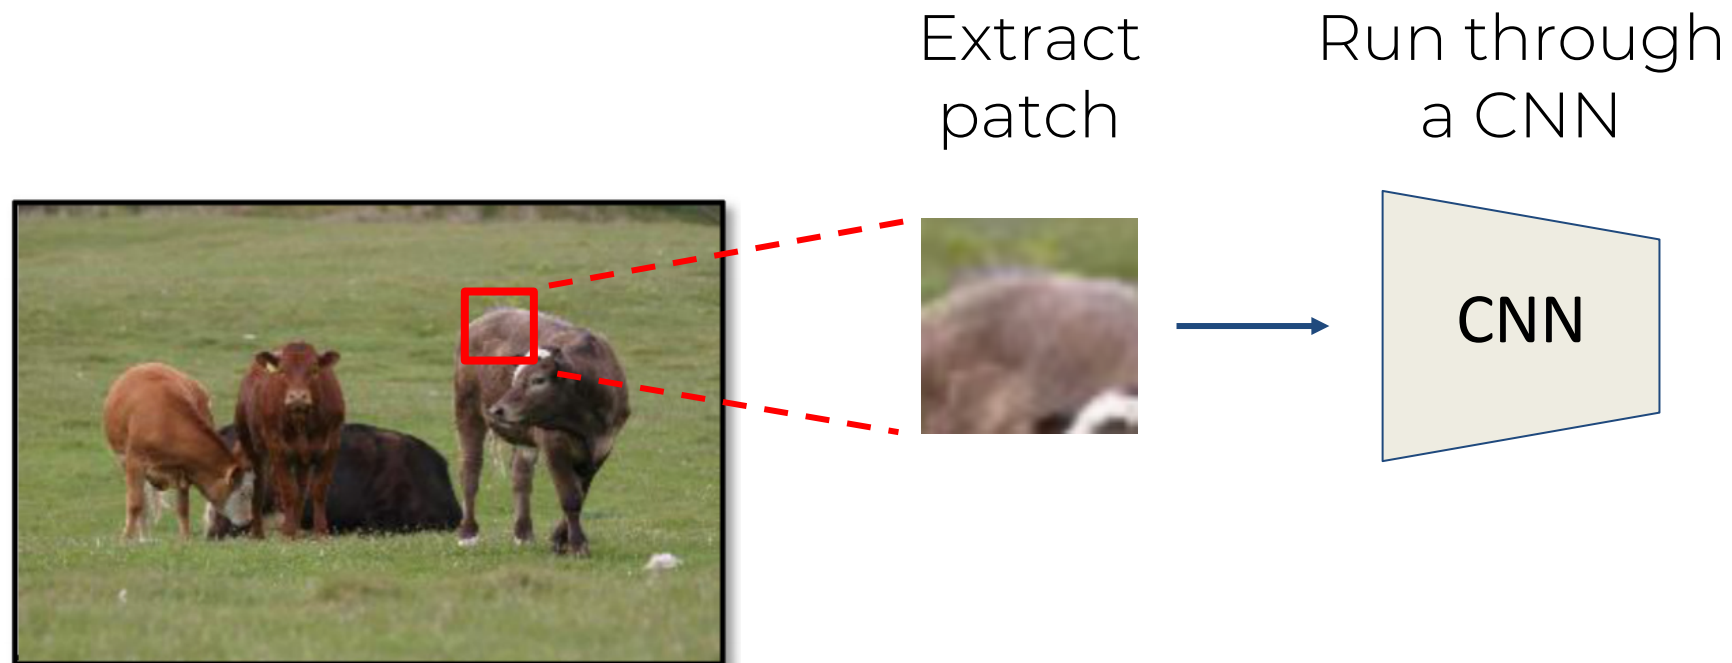 Extract
patch
Run through
a CNN
CNN